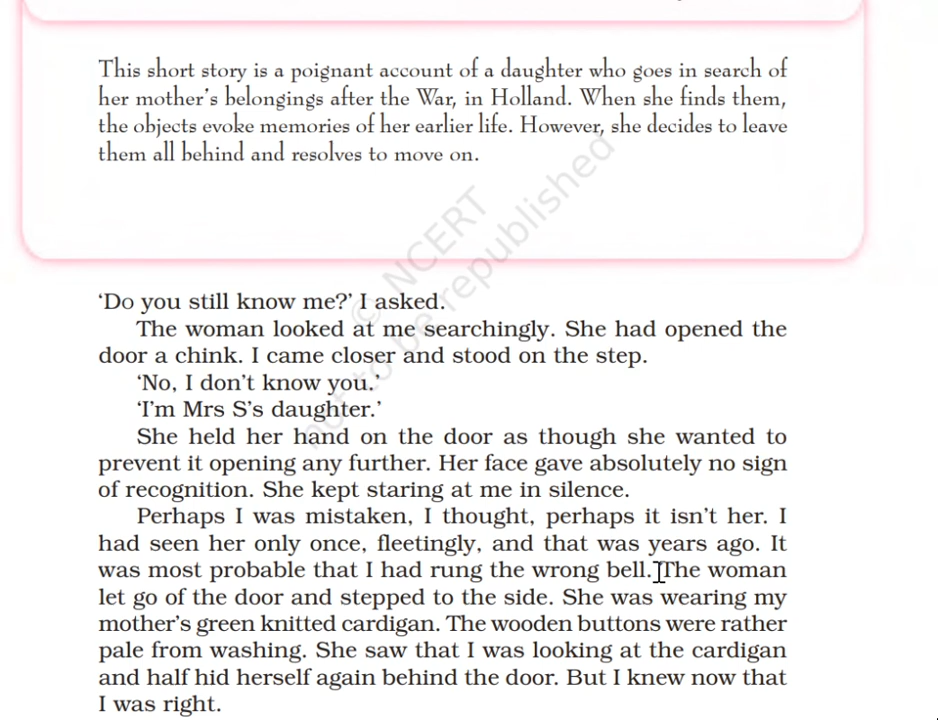 This short story is a poignant account of a daughter who goes in search of
her mother's belongings after the War, in Holland. When she finds them,
the objects evoke memories of her earlier life. However, she decides to leave
them all behind and resolves to move on.
© NCERT
not to be republished
'Do you still know me?' I asked.
The woman looked at me searchingly. She had opened the
door a chink. I came closer and stood on the step.
'No, I don't know you.'
'I'm Mrs S's daughter.'
She held her hand on the door as though she wanted to
prevent it opening any further. Her face gave absolutely no sign
of recognition. She kept staring at me in silence.
Perhaps I was mistaken, I thought, perhaps it isn't her. I
had seen her only once, fleetingly, and that was years ago. It
was most probable that I had rung the wrong bell. The woman
let go of the door and stepped to the side. She was wearing my
mother's green knitted cardigan. The wooden buttons were rather
pale from washing. She saw that I was looking at the cardigan
and half hid herself again behind the door. But I knew now that
I was right.